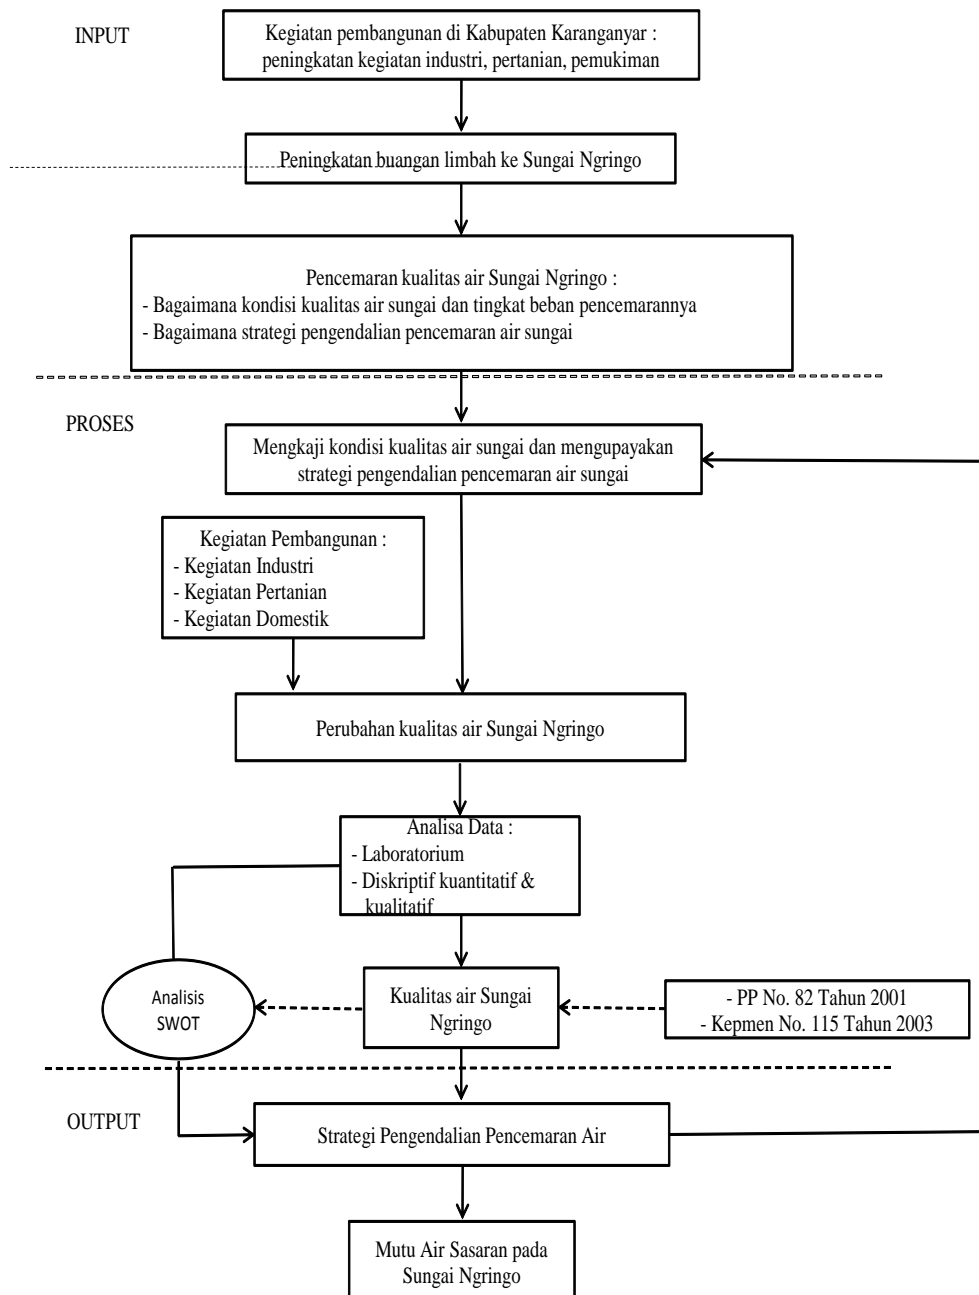 INPUT
Kegiatan pembangunan di Kabupaten Karanganyar :
peningkatan kegiatan industri, pertanian, pemukiman
Peningkatan buangan limbah ke Sungai Ngringo
Pencemaran kualitas air Sungai Ngringo :
- Bagaimana kondisi kualitas air sungai dan tingkat beban pencemarannya
- Bagaimana strategi pengendalian pencemaran air sungai
PROSES
Mengkaji kondisi kualitas air sungai dan mengupayakan
strategi pengendalian pencemaran air sungai
Kegiatan Pembangunan :
- Kegiatan Industri
- Kegiatan Pertanian
- Kegiatan Domestik
Perubahan kualitas air Sungai Ngringo
Analisa Data :
- Laboratorium
- Diskriptif kuantitatif &
kualitatif
Analisis
SWOT
Kualitas air Sungai
Ngringo
- PP No. 82 Tahun 2001
- Kepmen No. 115 Tahun 2003
OUTPUT
Strategi Pengendalian Pencemaran Air
Mutu Air Sasaran pada
Sungai Ngringo